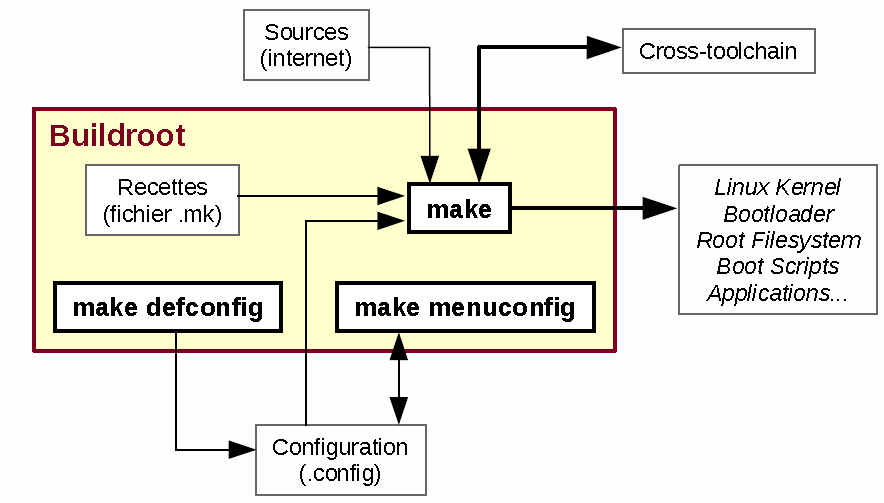 Sources
(internet)
Cross-toolchain
Buildroot
Recettes
(fichier .mk)
make
Linux Kernel
Bootloader
Root Filesystem
Boot Scripts
Applications...
make defconfig
make menuconfig
Configuration
(.config)